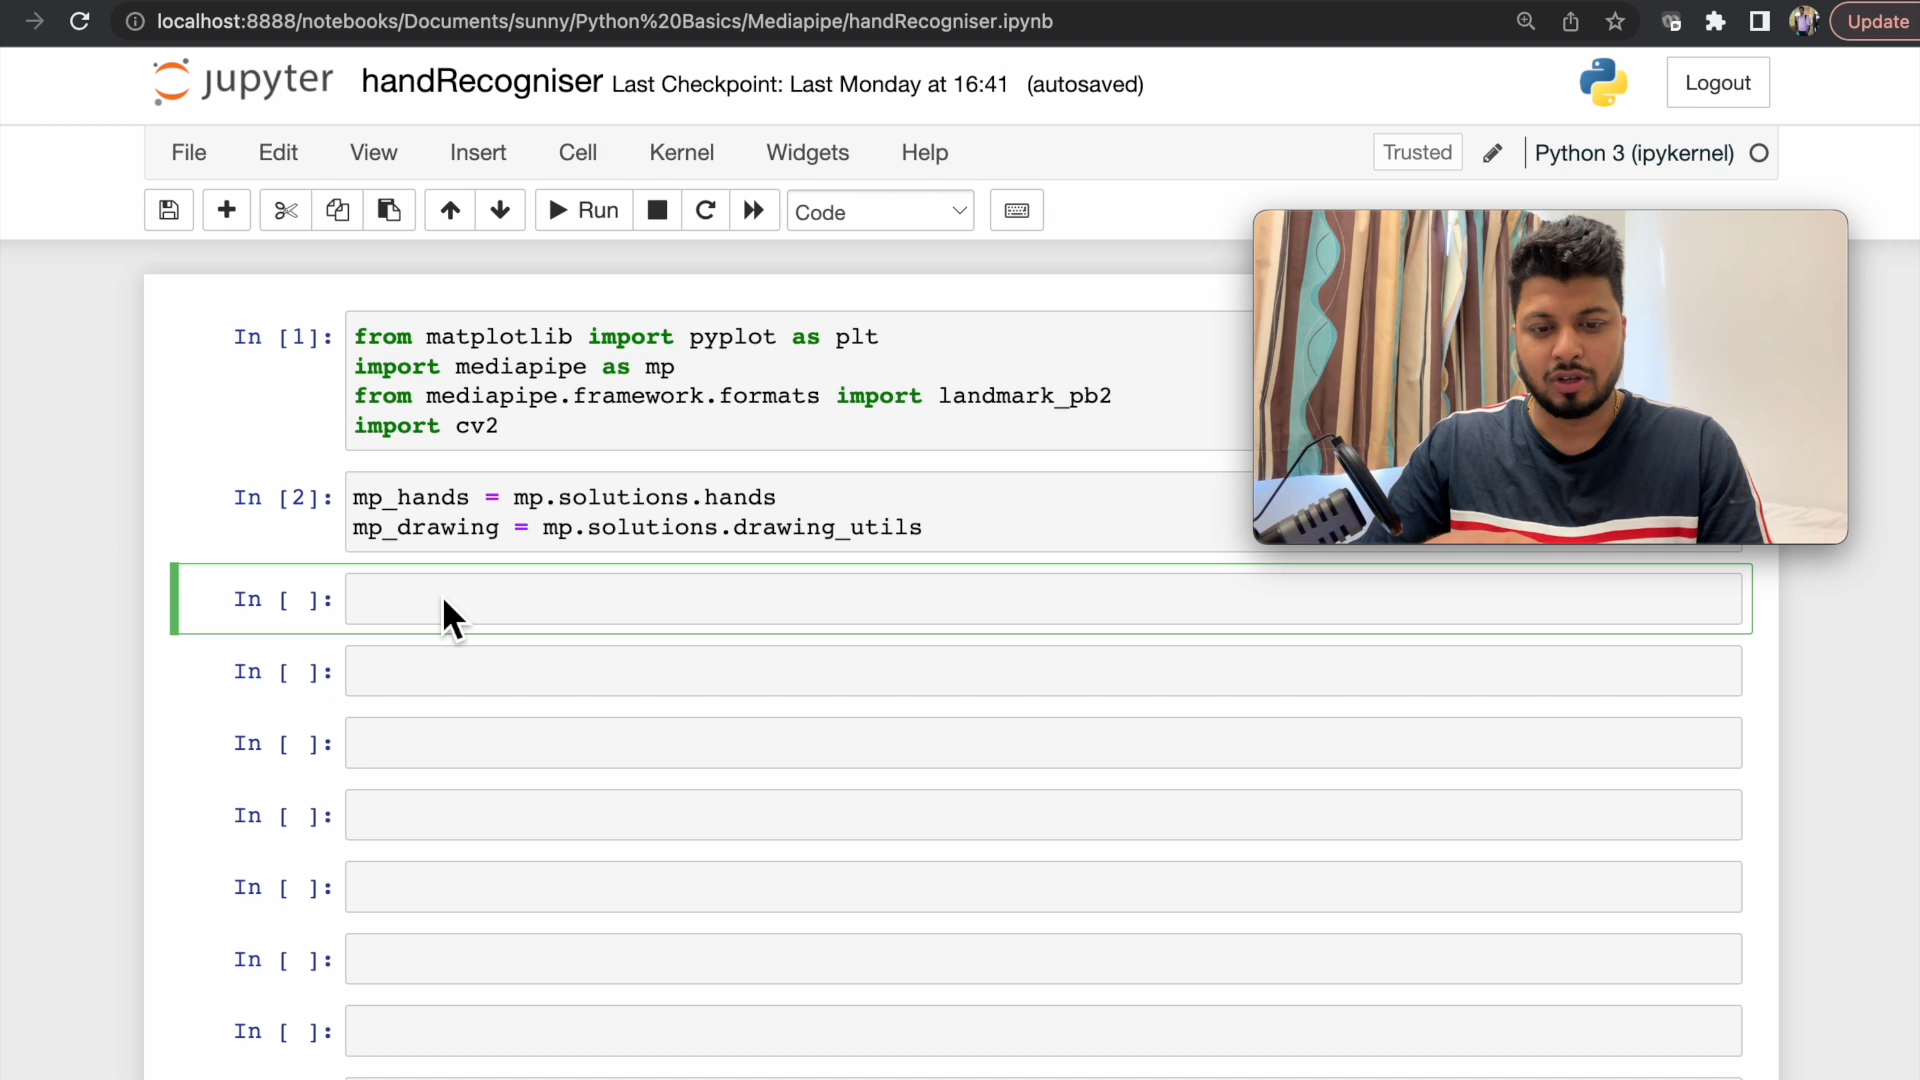 localhost:8888/notebooks/Documents/sunny/Python%20Basics/Mediapipe/handRecogniser.ipynb
Update
jupyter handRecogniser Last Checkpoint: Last Monday at 16:41 (autosaved)
Logout
File Edit View Insert Cell Kernel Widgets Help
Trusted
Python 3 (ipykernel)
Run
Code
In [1]:
from matplotlib import pyplot as plt
import mediapipe as mp
from mediapipe.framework.formats import landmark_pb2
import cv2
In [2]:
mp_hands = mp.solutions.hands
mp_drawing = mp.solutions.drawing_utils
In [ ]:
In [ ]:
In [ ]:
In [ ]:
In [ ]:
In [ ]:
In [ ]: